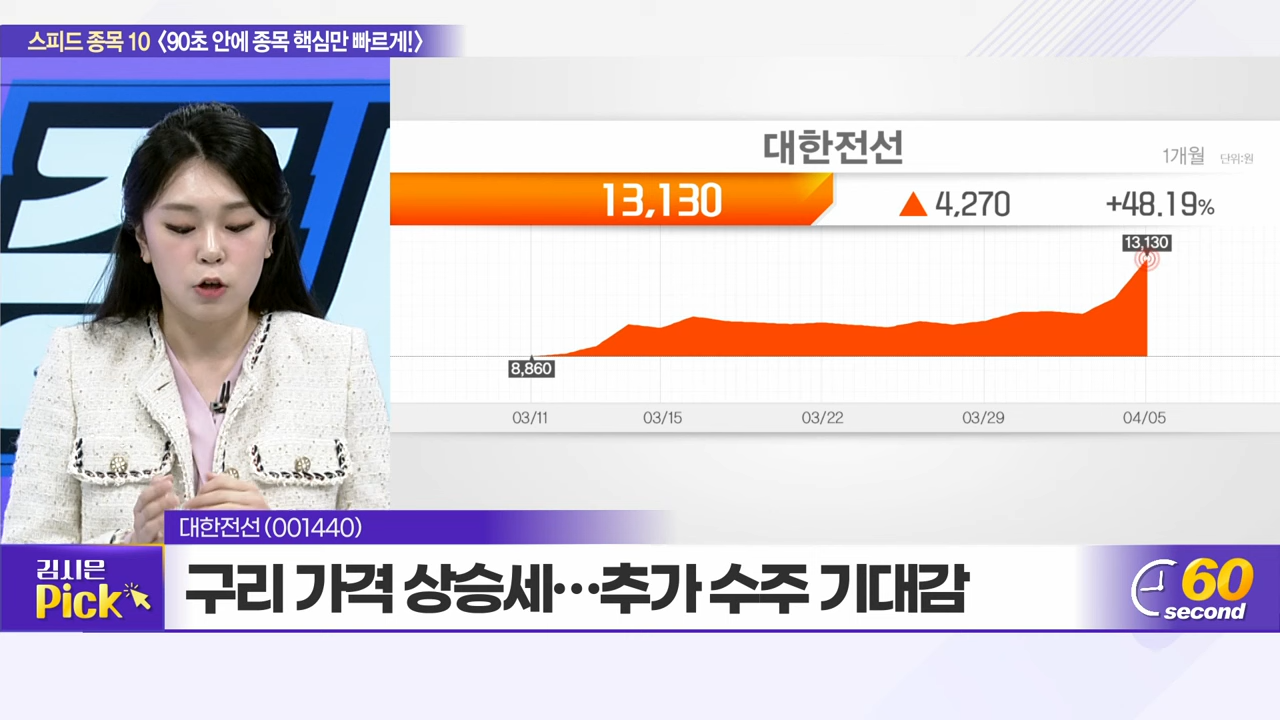 스피드 종목 10 〈90초 안에 종목 핵심만 빠르게!〉
대한전선
1개월 단위:원
13,130 ▲ 4,270 +48.19%
13,130
8,860
03/11 03/15 03/22 03/29 04/05
대한전선(001440)
김시은
Pick
구리 가격 상승세…추가 수주 기대감
60
second